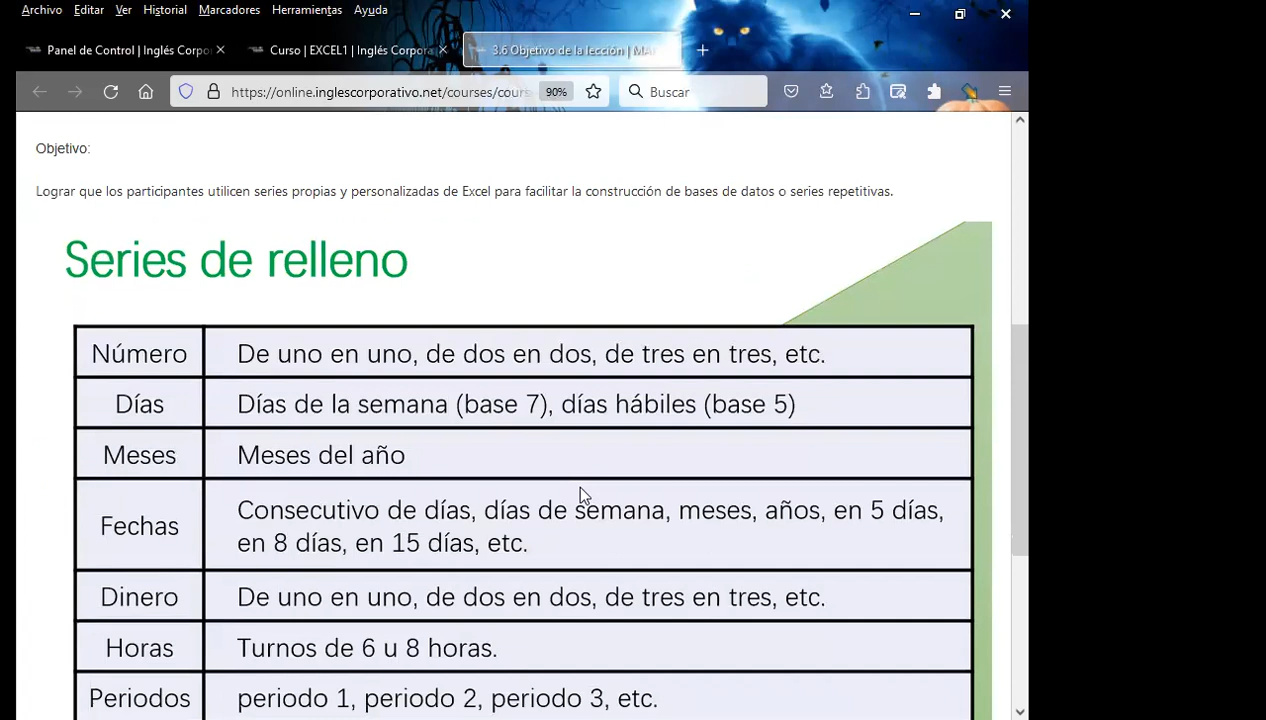 Archivo Editar Ver Historial Marcadores Herramientas Ayuda
Panel de Control | Inglés Corpo
Curso | EXCEL1 | Inglés Corpora
3.6 Objetivo de la lección | MA
https://online.inglescorporativo.net/courses/cours
90%
Buscar
Objetivo:
Lograr que los participantes utilicen series propias y personalizadas de Excel para facilitar la construcción de bases de datos o series repetitivas.
Series de relleno
Número De uno en uno, de dos en dos, de tres en tres, etc.
Días Días de la semana (base 7), días hábiles (base 5)
Meses Meses del año
Fechas Consecutivo de días, días de semana, meses, años, en 5 días,
en 8 días, en 15 días, etc.
Dinero De uno en uno, de dos en dos, de tres en tres, etc.
Horas Turnos de 6 u 8 horas.
Periodos periodo 1, periodo 2, periodo 3, etc.